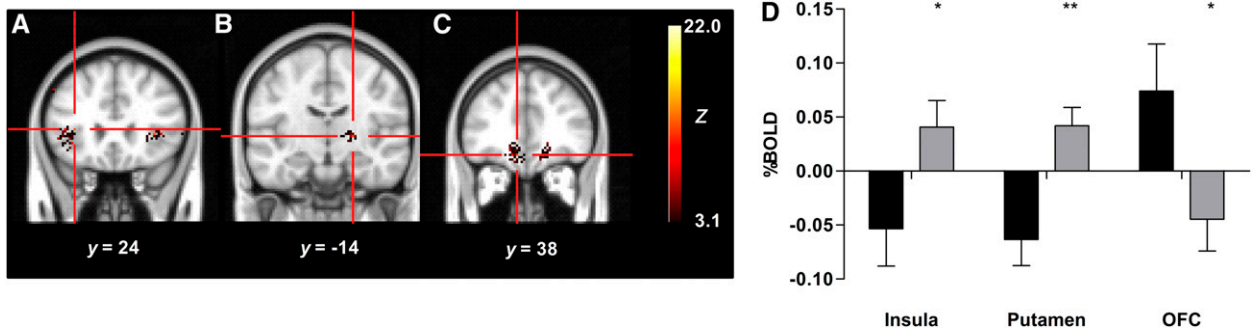 A
B
C
22.0
Z
3.1
y = 24
y = -14
y = 38
D
0.15
0.10
0.05
0.00
-0.05
-0.10
%BOLD
*
**
*
Insula
Putamen
OFC